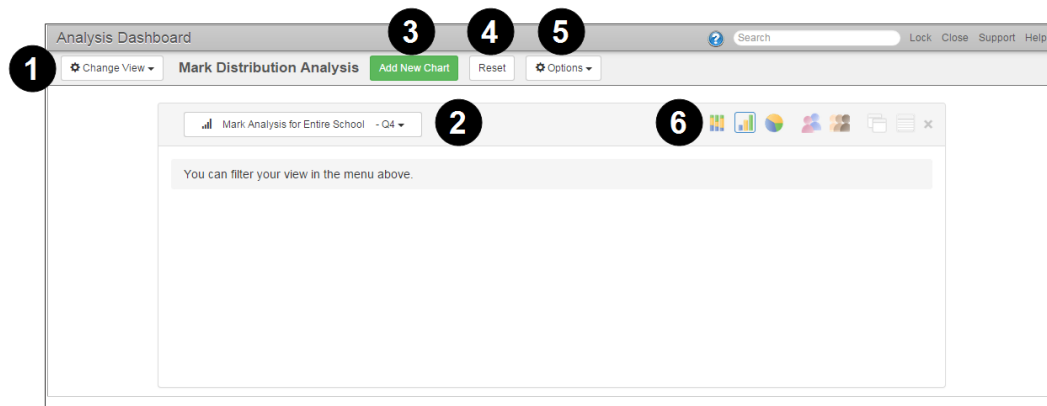 3 4 5
Analysis Dashboard ? Search Lock Close Support Help
1 Change View Mark Distribution Analysis Add New Chart Reset Options
Mark Analysis for Entire School - Q4 2 6 ×
You can filter your view in the menu above.